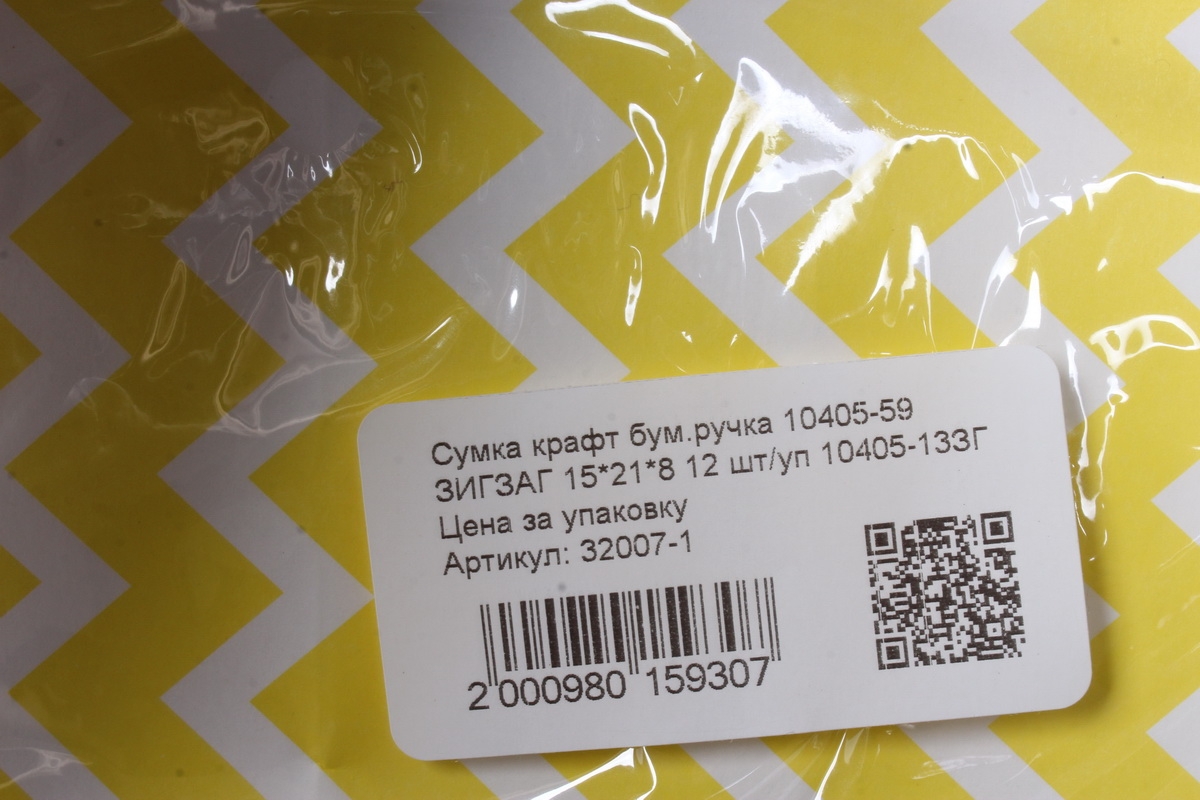 Сумка крафт бум.ручка 10405-59
ЗИГЗАГ 15*21*8 12 шт/уп 10405-13ЗГ
Цена за упаковку
Артикул: 32007-1
2 000980 159307